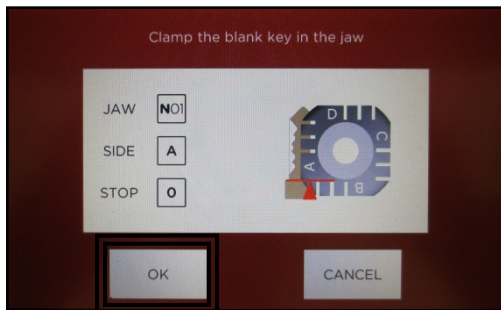 Clamp the blank key in the jaw
JAW N01
SIDE A
STOP 0
A
B
C
D
OK
CANCEL